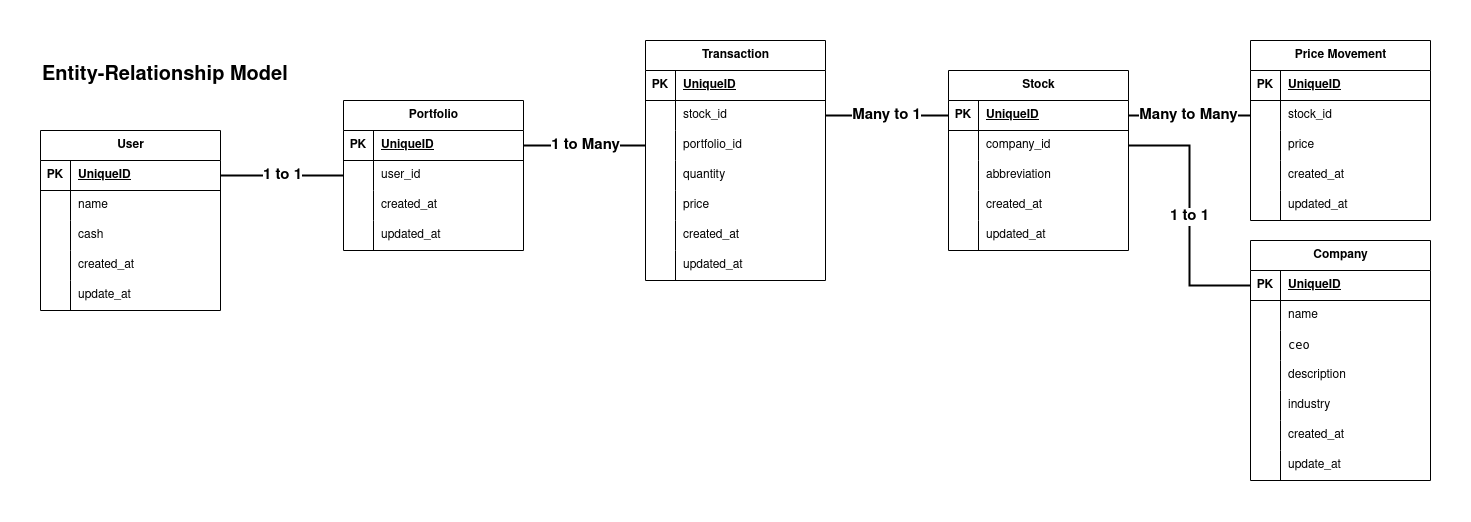 Entity-Relationship Model
User
PK UniqueID
name
cash
created_at
update_at
1 to 1
Portfolio
PK UniqueID
user_id
created_at
updated_at
1 to Many
Transaction
PK UniqueID
stock_id
portfolio_id
quantity
price
created_at
updated_at
Many to 1
Stock
PK UniqueID
company_id
abbreviation
created_at
updated_at
Many to Many
Price Movement
PK UniqueID
stock_id
price
created_at
updated_at
1 to 1
Company
PK UniqueID
name
ceo
description
industry
created_at
update_at